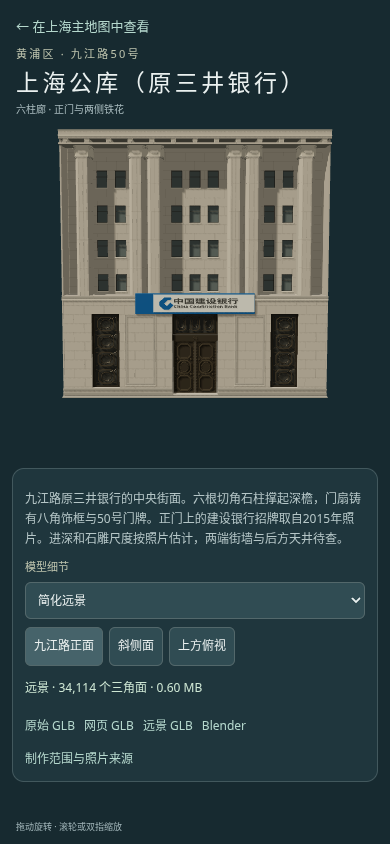 ← 在上海主地图中查看
黄浦区 · 九江路50号
上海公库（原三井银行）
六柱廊 · 正门与两侧铁花
中国建设银行
China Construction Bank
九江路原三井银行的中央街面。六根切角石柱撑起深檐，门扇铸
有八角饰框与50号门牌。正门上的建设银行招牌取自2015年照
片。进深和石雕尺度按照片估计，两端街墙与后方天井待查。
模型细节
简化远景
九江路正面 斜侧面 上方俯视
远景 · 34,114 个三角面 · 0.60 MB
原始 GLB 网页 GLB 远景 GLB Blender
制作范围与照片来源
拖动旋转 · 滚轮或双指缩放